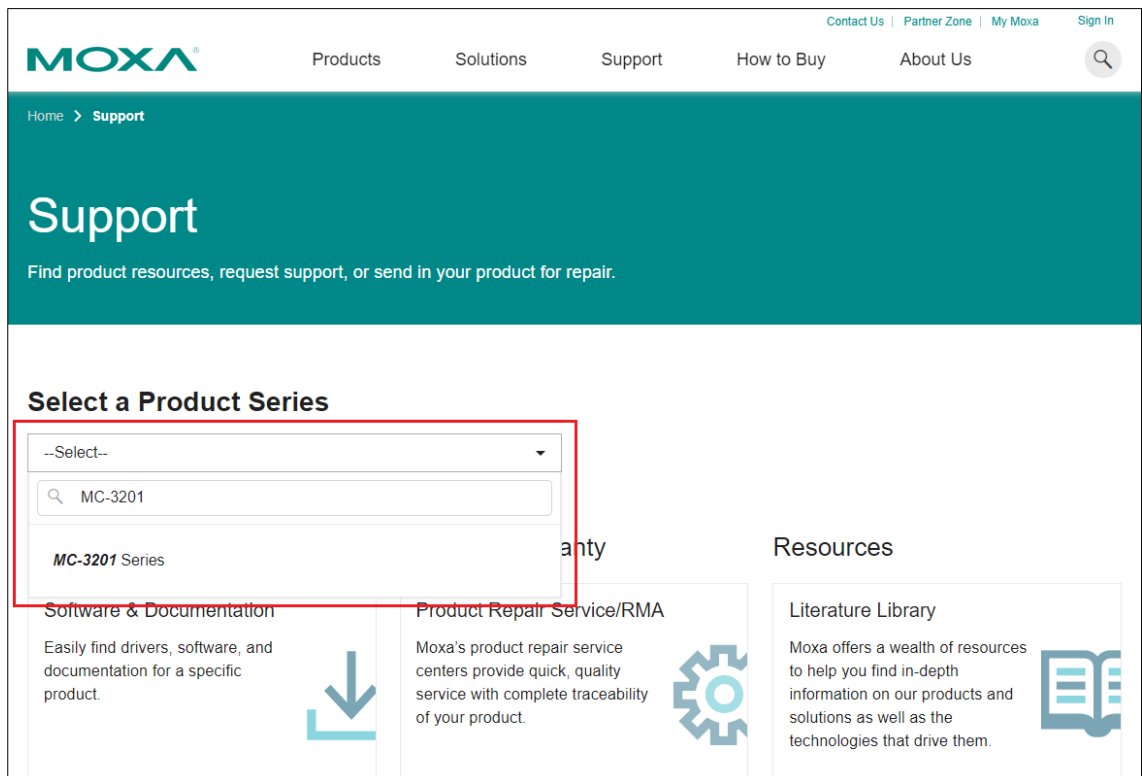 Contact Us | Partner Zone | My Moxa Sign In
MOXA®
Products Solutions Support How to Buy About Us
Home > Support
Support
Find product resources, request support, or send in your product for repair.
Select a Product Series
--Select--
MC-3201
MC-3201 Series
anty
Resources
Software & Documentation
Easily find drivers, software, and
documentation for a specific
product.
Product Repair Service/RMA
Moxa’s product repair service
centers provide quick, quality
service with complete traceability
of your product.
Literature Library
Moxa offers a wealth of resources
to help you find in-depth
information on our products and
solutions as well as the
technologies that drive them.